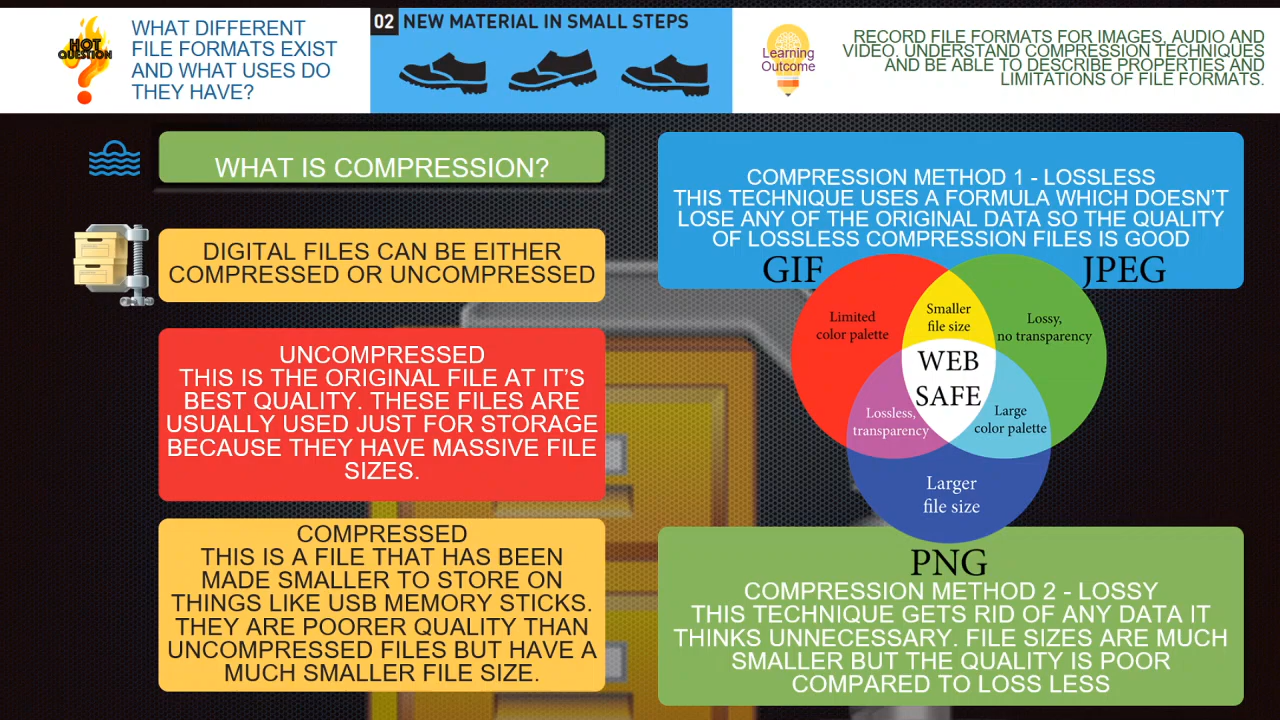 HOT
QUESTION
WHAT DIFFERENT
FILE FORMATS EXIST
AND WHAT USES DO
THEY HAVE?
02 NEW MATERIAL IN SMALL STEPS
Learning
Outcome
RECORD FILE FORMATS FOR IMAGES, AUDIO AND
VIDEO. UNDERSTAND COMPRESSION TECHNIQUES
AND BE ABLE TO DESCRIBE PROPERTIES AND
LIMITATIONS OF FILE FORMATS.
WHAT IS COMPRESSION?
DIGITAL FILES CAN BE EITHER
COMPRESSED OR UNCOMPRESSED
UNCOMPRESSED
THIS IS THE ORIGINAL FILE AT IT’S
BEST QUALITY. THESE FILES ARE
USUALLY USED JUST FOR STORAGE
BECAUSE THEY HAVE MASSIVE FILE
SIZES.
COMPRESSED
THIS IS A FILE THAT HAS BEEN
MADE SMALLER TO STORE ON
THINGS LIKE USB MEMORY STICKS.
THEY ARE POORER QUALITY THAN
UNCOMPRESSED FILES BUT HAVE A
MUCH SMALLER FILE SIZE.
COMPRESSION METHOD 1 - LOSSLESS
THIS TECHNIQUE USES A FORMULA WHICH DOESN’T
LOSE ANY OF THE ORIGINAL DATA SO THE QUALITY
OF LOSSLESS COMPRESSION FILES IS GOOD
GIF
JPEG
Limited
color palette
Smaller
file size
Lossy,
no transparency
WEB
SAFE
Lossless,
transparency
Large
color palette
Larger
file size
PNG
COMPRESSION METHOD 2 - LOSSY
THIS TECHNIQUE GETS RID OF ANY DATA IT
THINKS UNNECESSARY. FILE SIZES ARE MUCH
SMALLER BUT THE QUALITY IS POOR
COMPARED TO LOSS LESS